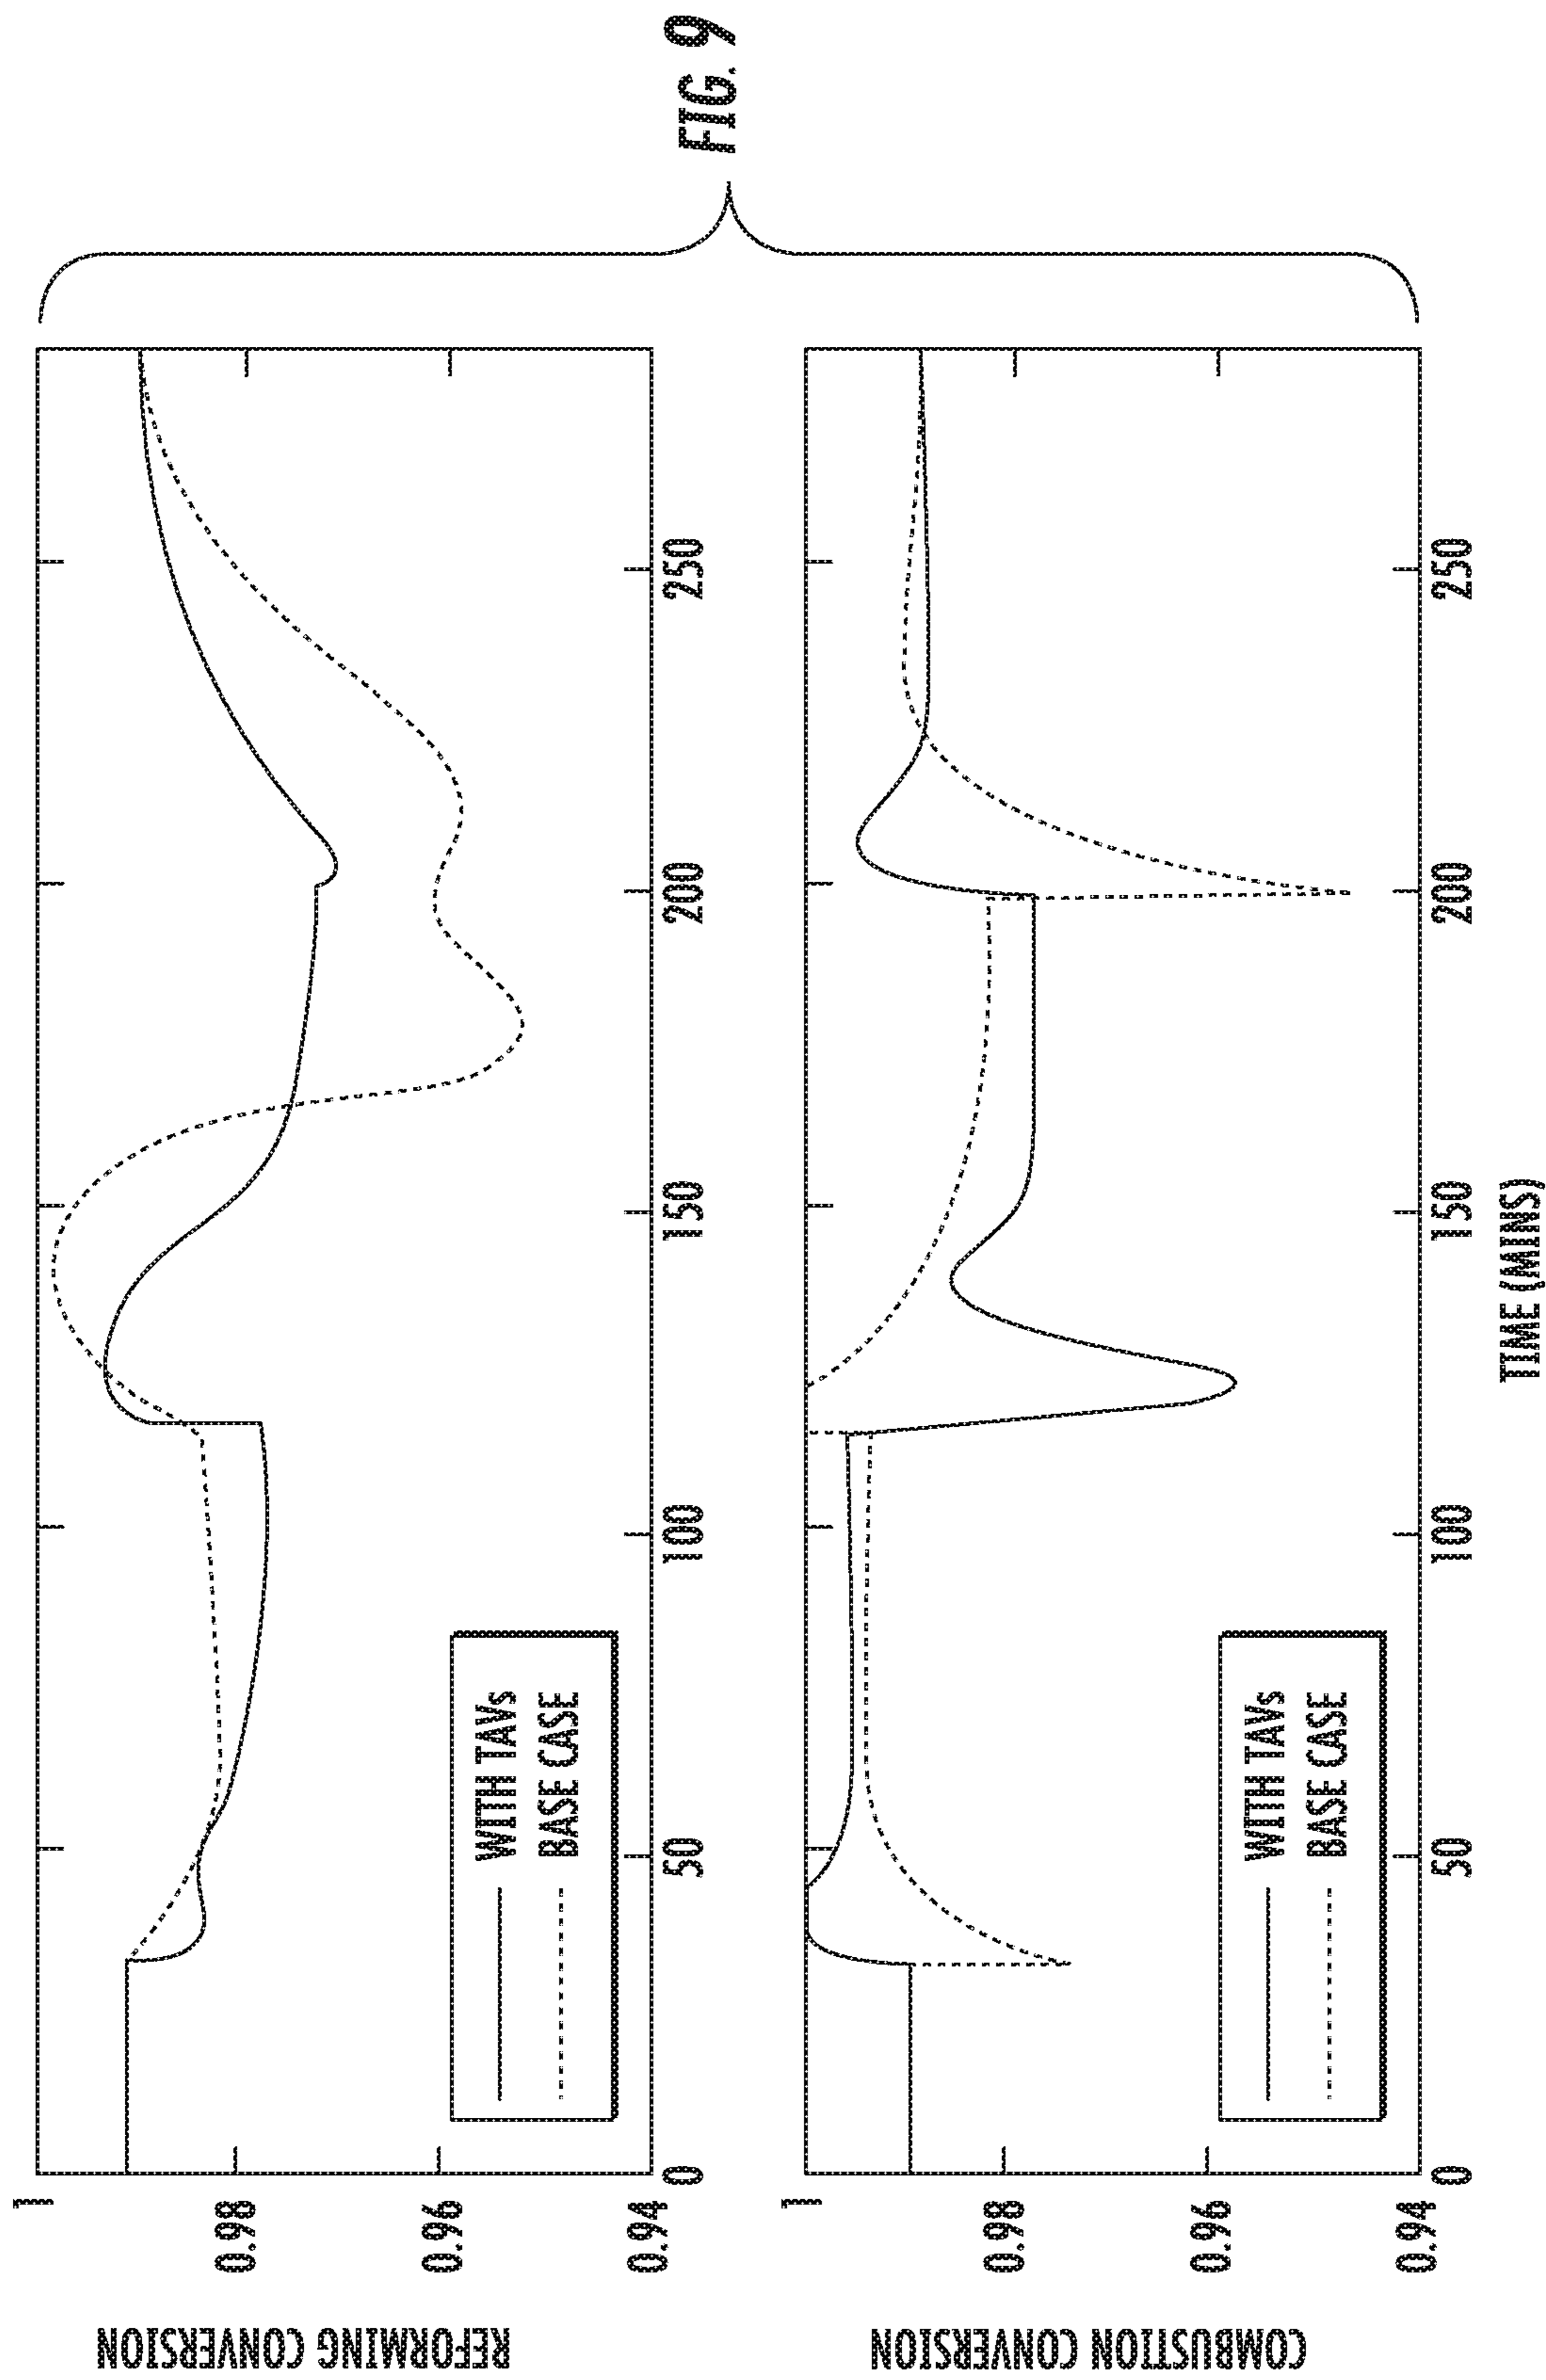 REFORMING CONVERSION
1
0.98
0.96
0.94
0
50
100
150
200
250
WITH TAVs
BASE CASE
COMBUSTION CONVERSION
1
0.98
0.96
0.94
0
50
100
150
200
250
WITH TAVs
BASE CASE
TIME (MINS)
FIG. 9